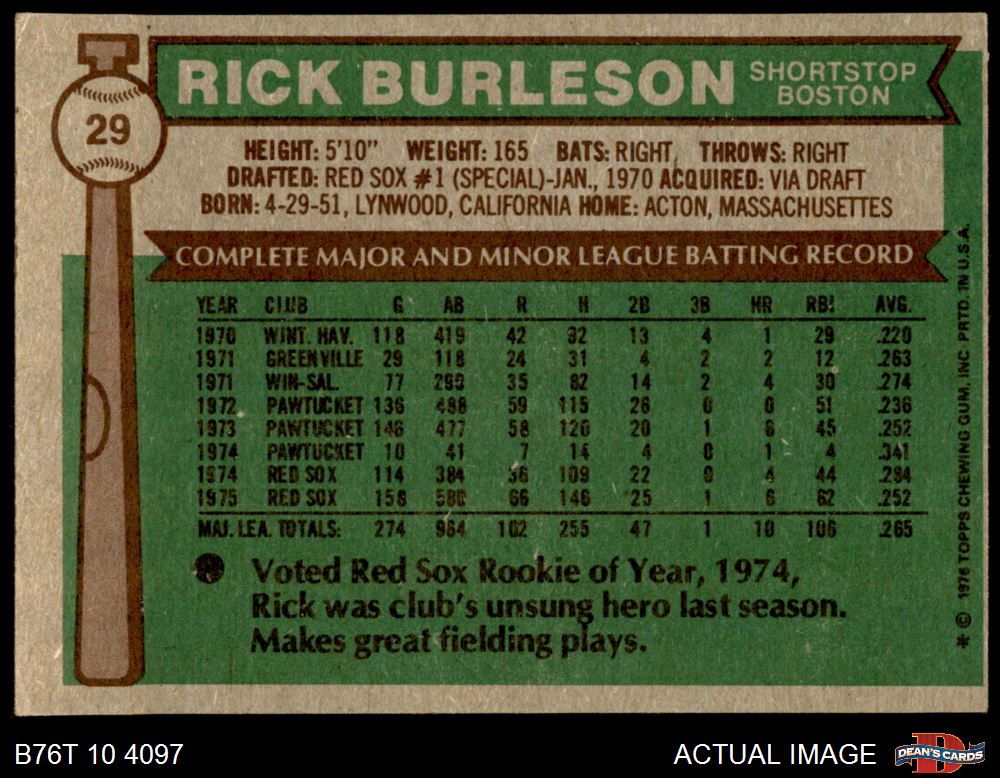 29
RICK BURLESON
SHORTSTOP
BOSTON
HEIGHT: 5'10" WEIGHT: 165 BATS: RIGHT, THROWS: RIGHT
DRAFTED: RED SOX #1 (SPECIAL)-JAN., 1970 ACQUIRED: VIA DRAFT
BORN: 4-29-51, LYNWOOD, CALIFORNIA HOME: ACTON, MASSACHUSETTES
COMPLETE MAJOR AND MINOR LEAGUE BATTING RECORD
YEAR CLUB G AB R H 2B 3B HR RBI AVG.
1970 WINT. HAV. 118 419 42 92 13 4 1 29 .220
1971 GREENVILLE 29 118 24 31 4 2 2 12 .263
1971 WIN-SAL. 77 299 35 82 14 2 4 30 .274
1972 PAWTUCKET 136 488 59 115 26 0 0 51 .236
1973 PAWTUCKET 146 477 58 120 20 1 6 45 .252
1974 PAWTUCKET 10 41 7 14 4 0 1 4 .341
1974 RED SOX 114 384 36 109 22 0 4 44 .284
1975 RED SOX 158 580 66 146 25 1 6 62 .252
MAJ. LEA. TOTALS: 274 964 102 255 47 1 10 106 .265
Voted Red Sox Rookie of Year, 1974,
Rick was club's unsung hero last season.
Makes great fielding plays.
* © 1976 TOPPS CHEWING GUM, INC. PRTD. IN U.S.A.
B76T 10 4097
ACTUAL IMAGE
DEAN'S CARDS